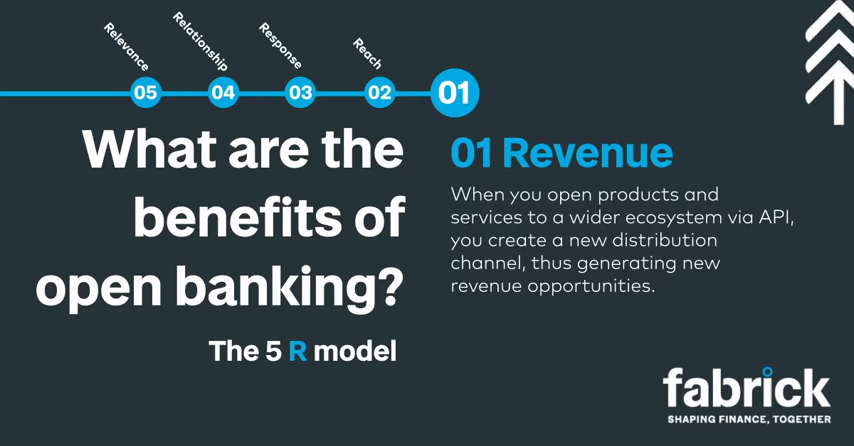 Relevance
Relationship
Response
Reach
05
04
03
02
01
What are the
benefits of
open banking?
The 5 R model
01 Revenue
When you open products and
services to a wider ecosystem via API,
you create a new distribution
channel, thus generating new
revenue opportunities.
fabrick
SHAPING FINANCE, TOGETHER